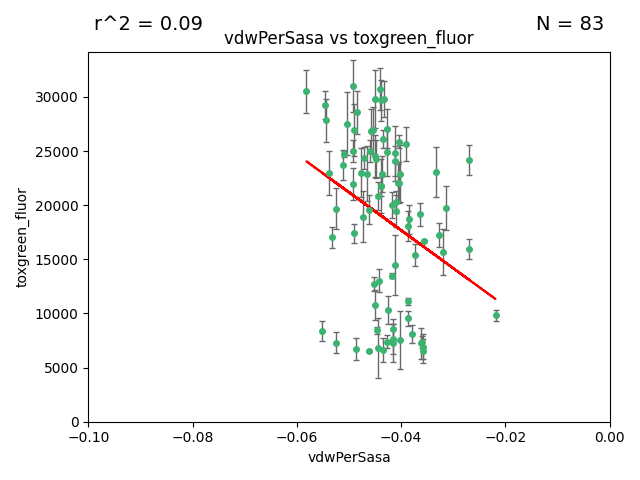 r^2 = 0.09
N = 83
vdwPerSasa vs toxgreen_fluor
30000
25000
20000
15000
10000
5000
0
toxgreen_fluor
−0.10
−0.08
−0.06
−0.04
−0.02
0.00
vdwPerSasa